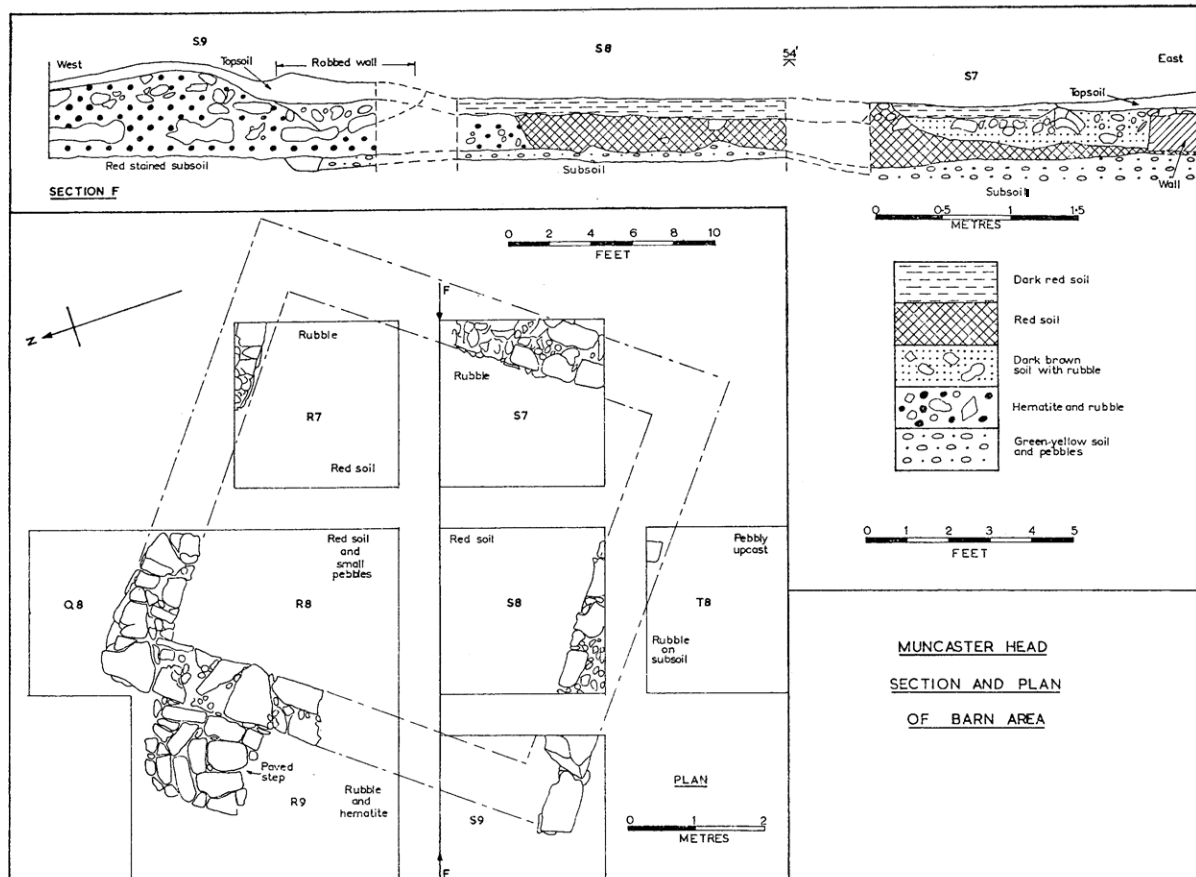 S.9
S8
54'
S7
West
Topsoil
Robbed wall
East
Topsoil
Red stained subsoil
Subsoil
Subsoil
Wall
SECTION F
0 0·5 1 1·5
METRES
0 2 4 6 8 10
FEET
Dark red soil
Red soil
Dark brown
soil with rubble
Hematite and rubble
Green-yellow soil
and pebbles
0 1 2 3 4 5
FEET
N
F
Rubble
R7
Red soil
Rubble
S7
Q8
Red soil
and
small
pebbles
R8
Red soil
S8
Pebbly
upcast
T8
Rubble
on
subsoil
Paved
step
R9
Rubble
and
hematite
S9
F
PLAN
0 1 2
METRES
MUNCASTER HEAD
SECTION AND PLAN
OF BARN AREA